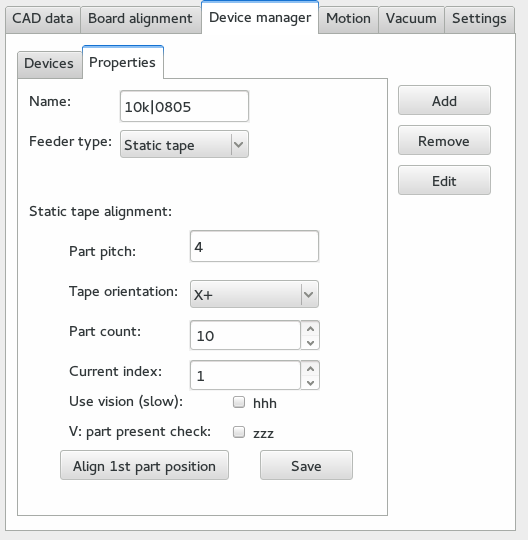 CAD data Board alignment Device manager Motion Vacuum Settings
Devices Properties
Name: 10k|0805
Feeder type: Static tape
Add
Remove
Edit
Static tape alignment:
Part pitch: 4
Tape orientation: X+
Part count: 10
Current index: 1
Use vision (slow): hhh
V: part present check: zzz
Align 1st part position Save